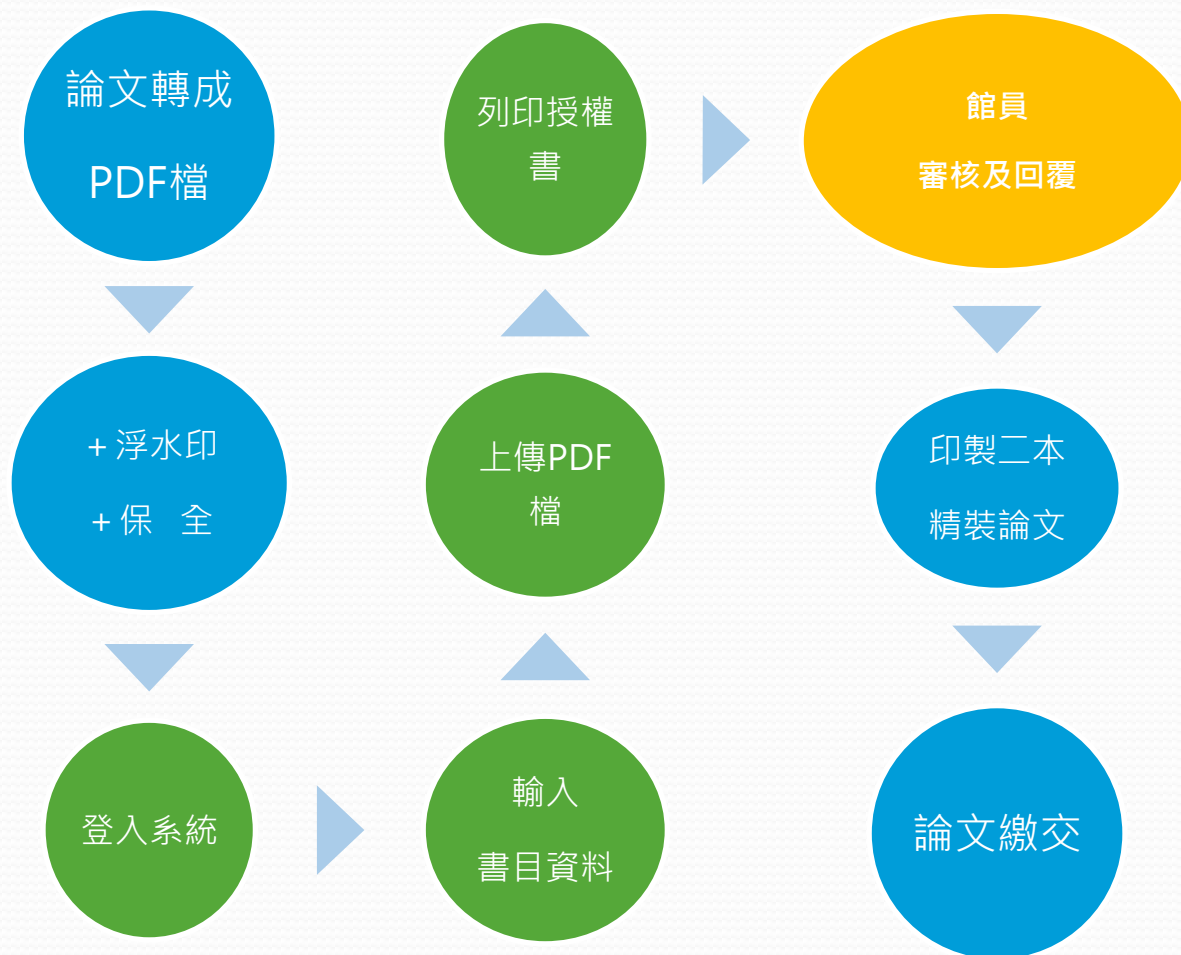 論文轉成
PDF檔
+ 浮水印
+ 保 全
登入系統
輸入
書目資料
上傳PDF
檔
列印授權
書
館員
審核及回覆
印製二本
精裝論文
論文繳交